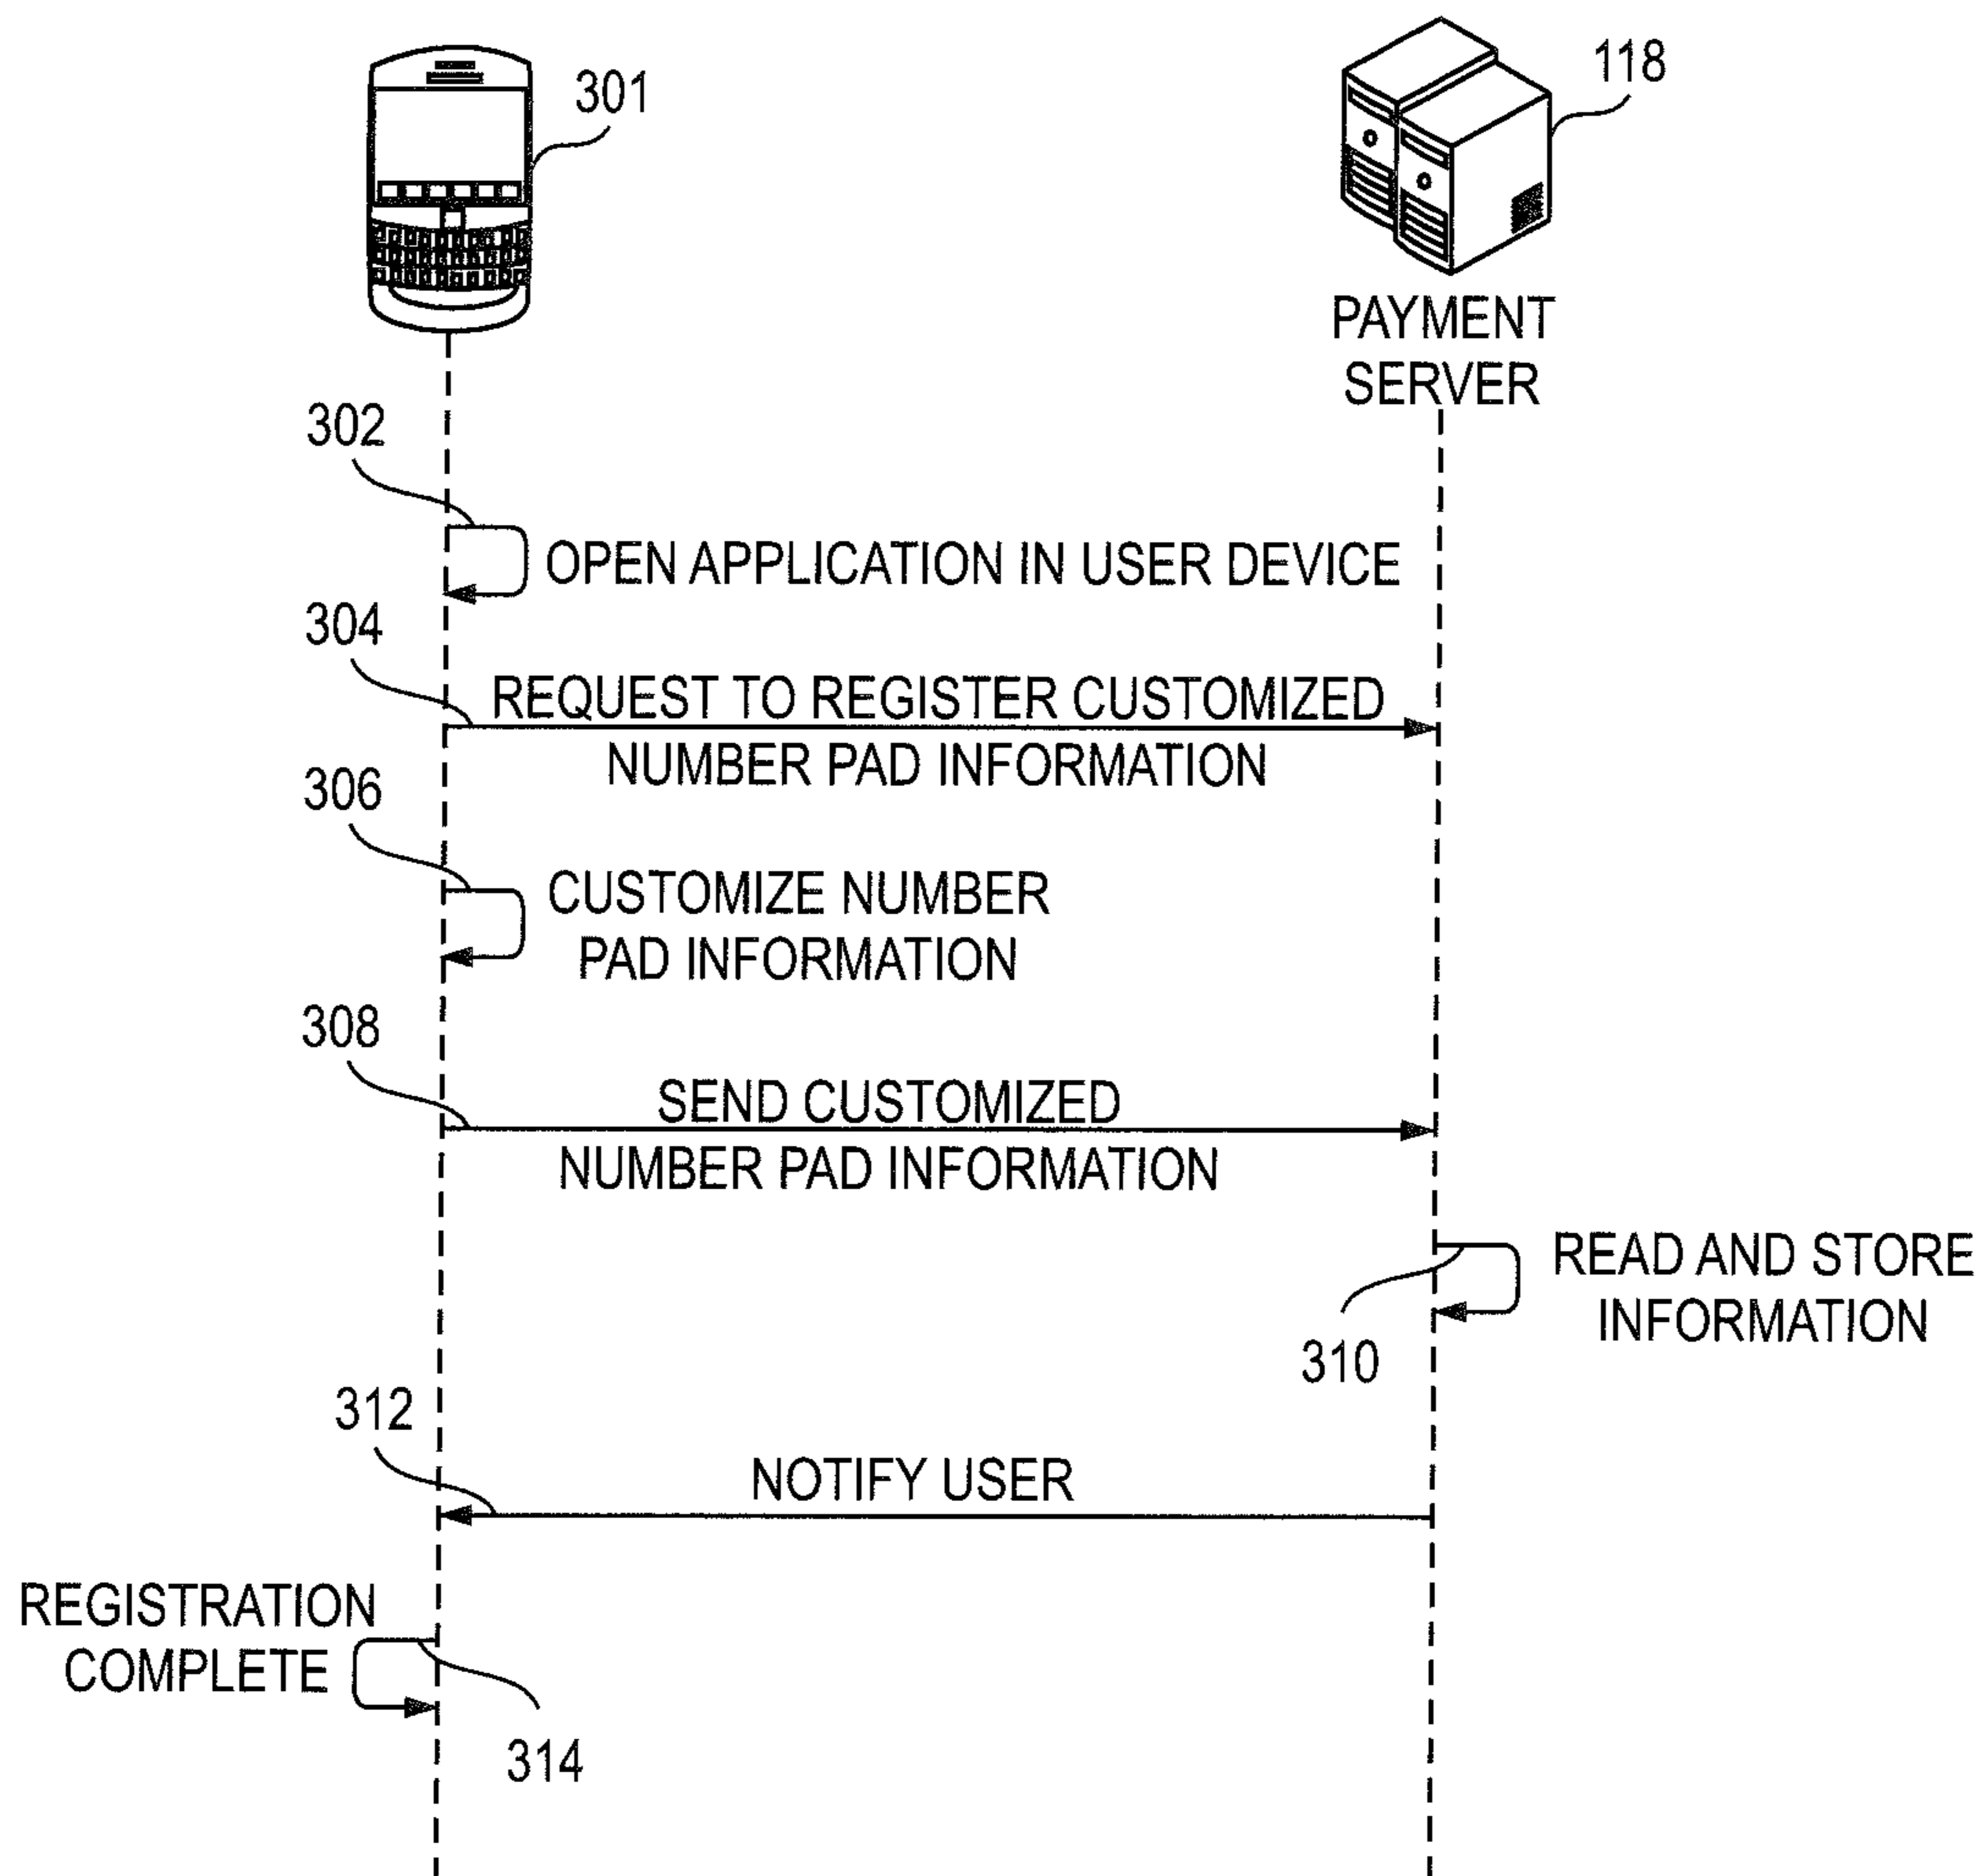 301
118
PAYMENT
SERVER
302
OPEN APPLICATION IN USER DEVICE
304
REQUEST TO REGISTER CUSTOMIZED
NUMBER PAD INFORMATION
306
CUSTOMIZE NUMBER
PAD INFORMATION
308
SEND CUSTOMIZED
NUMBER PAD INFORMATION
READ AND STORE
INFORMATION
310
312
NOTIFY USER
REGISTRATION
COMPLETE
314